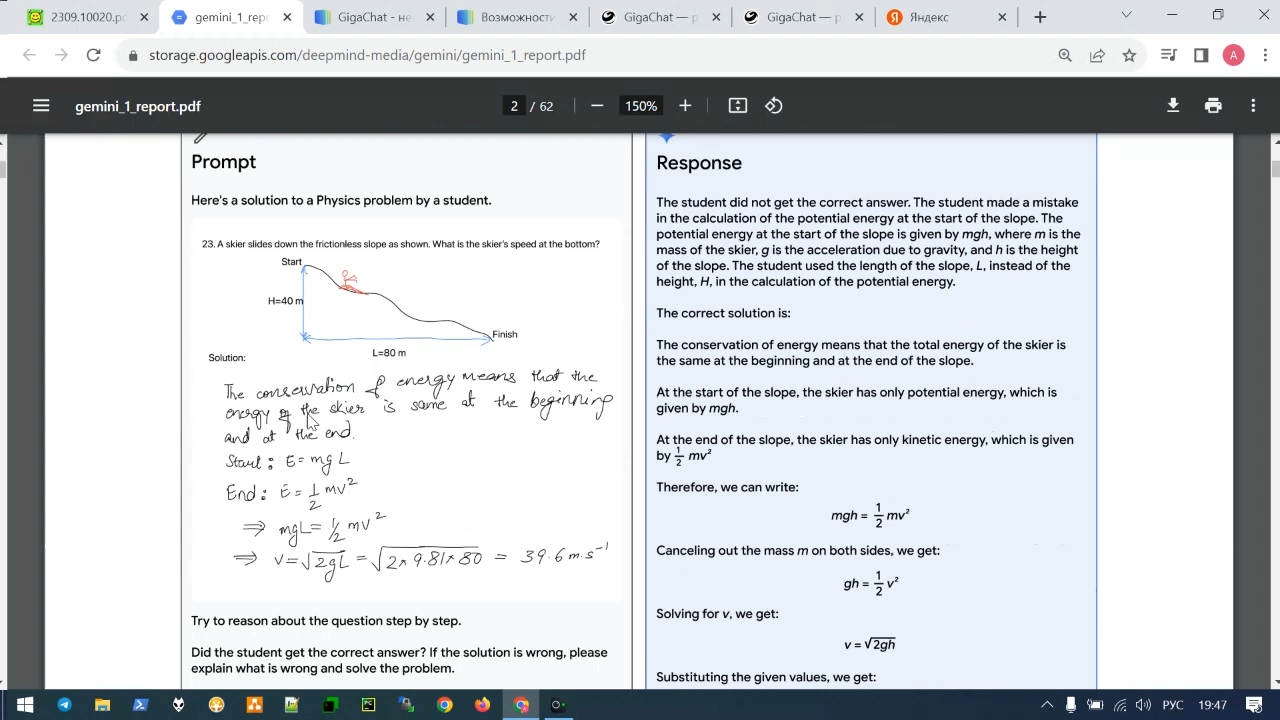 2309.10020.pc
gemini_1_repc
GigaChat - не
Возможности
GigaChat — р
GigaChat — р
Яндекс
storage.googleapis.com/deepmind-media/gemini/gemini_1_report.pdf
A
gemini_1_report.pdf
2 / 62
150%
Prompt
Here's a solution to a Physics problem by a student.
23. A skier slides down the frictionless slope as shown. What is the skier's speed at the bottom?
Start
H=40 m
Finish
L=80 m
Solution:
The conservation of energy means that the
energy of the skier is same at the beginning
and at the end.
Start: E = mgL
End: E = 1/2 mv²
⇒ mgL = 1/2 mv²
⇒ v = √2gL = √2×9.81×80 = 39.6 m.s⁻¹
Try to reason about the question step by step.
Did the student get the correct answer? If the solution is wrong, please
explain what is wrong and solve the problem.
Response
The student did not get the correct answer. The student made a mistake
in the calculation of the potential energy at the start of the slope. The
potential energy at the start of the slope is given by mgh, where m is the
mass of the skier, g is the acceleration due to gravity, and h is the height
of the slope. The student used the length of the slope, L, instead of the
height, H, in the calculation of the potential energy.
The correct solution is:
The conservation of energy means that the total energy of the skier is
the same at the beginning and at the end of the slope.
At the start of the slope, the skier has only potential energy, which is
given by mgh.
At the end of the slope, the skier has only kinetic energy, which is given
by 1/2 mv²
Therefore, we can write:
mgh = 1/2 mv²
Canceling out the mass m on both sides, we get:
gh = 1/2 v²
Solving for v, we get:
v = √2gh
Substituting the given values, we get:
РУС
19:47